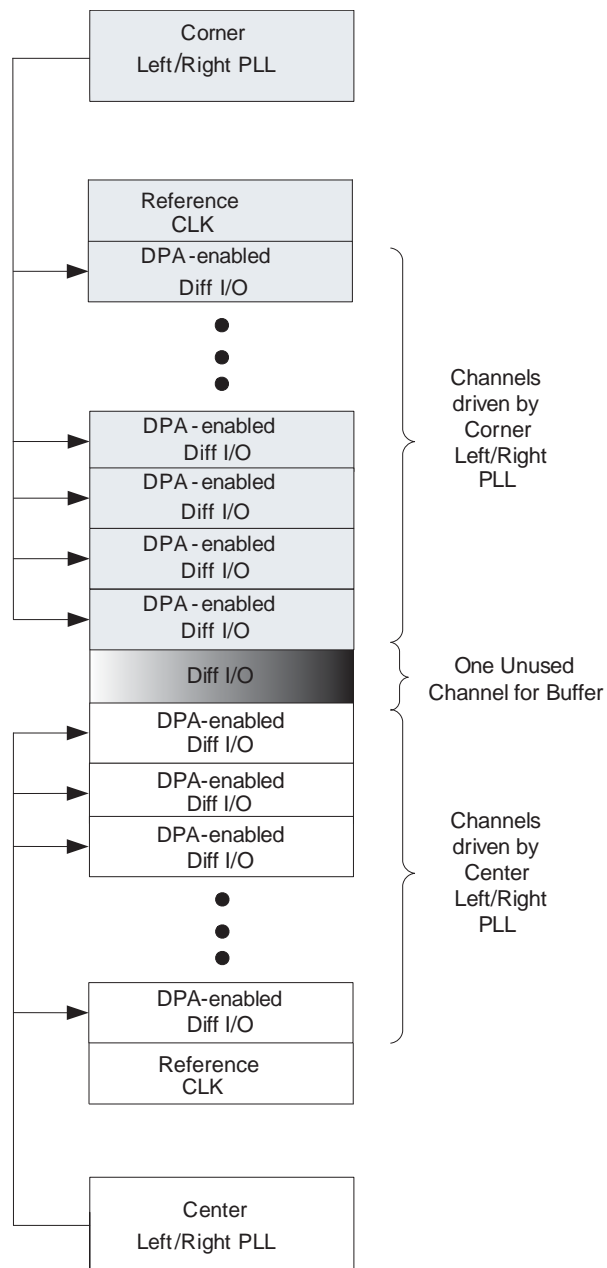 Corner
Left/Right PLL
Reference
CLK
DPA-enabled
Diff I/O
DPA-enabled
Diff I/O
DPA-enabled
Diff I/O
DPA-enabled
Diff I/O
DPA-enabled
Diff I/O
Channels
driven by
Corner
Left/Right
PLL
Diff I/O
One Unused
Channel for Buffer
DPA-enabled
Diff I/O
DPA-enabled
Diff I/O
DPA-enabled
Diff I/O
Channels
driven by
Center
Left/Right
PLL
DPA-enabled
Diff I/O
Reference
CLK
Center
Left/Right PLL